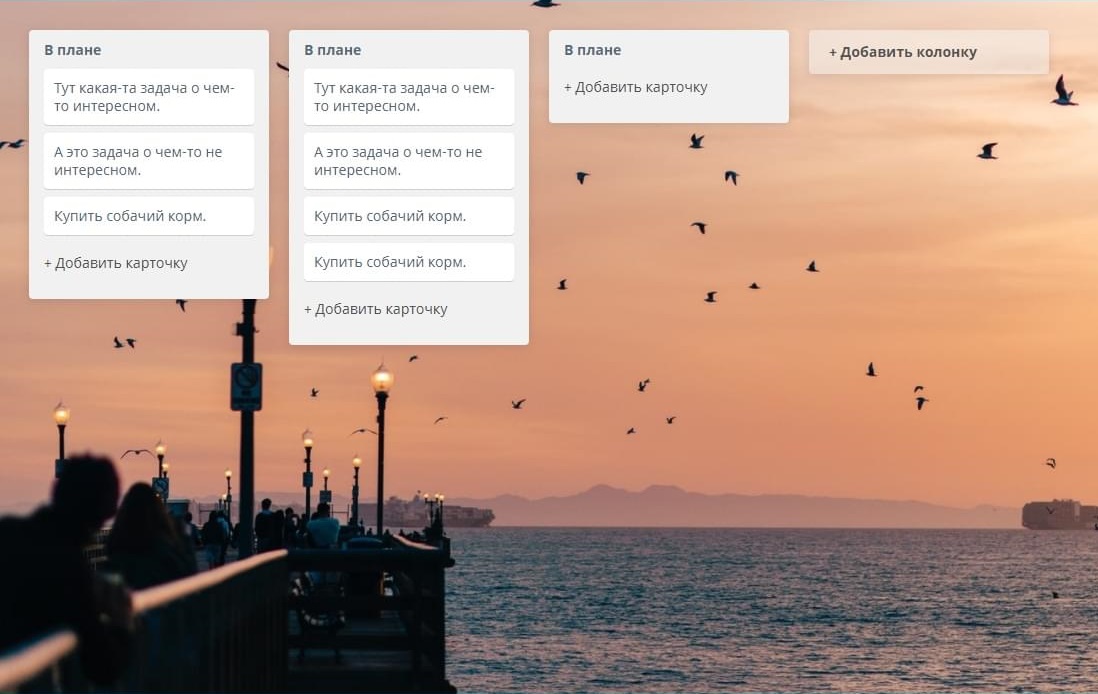 В плане
Тут какая-та задача о чем-
то интересном.
А это задача о чем-то не
интересном.
Купить собачий корм.
+ Добавить карточку
В плане
Тут какая-та задача о чем-
то интересном.
А это задача о чем-то не
интересном.
Купить собачий корм.
Купить собачий корм.
+ Добавить карточку
В плане
+ Добавить карточку
+ Добавить колонку